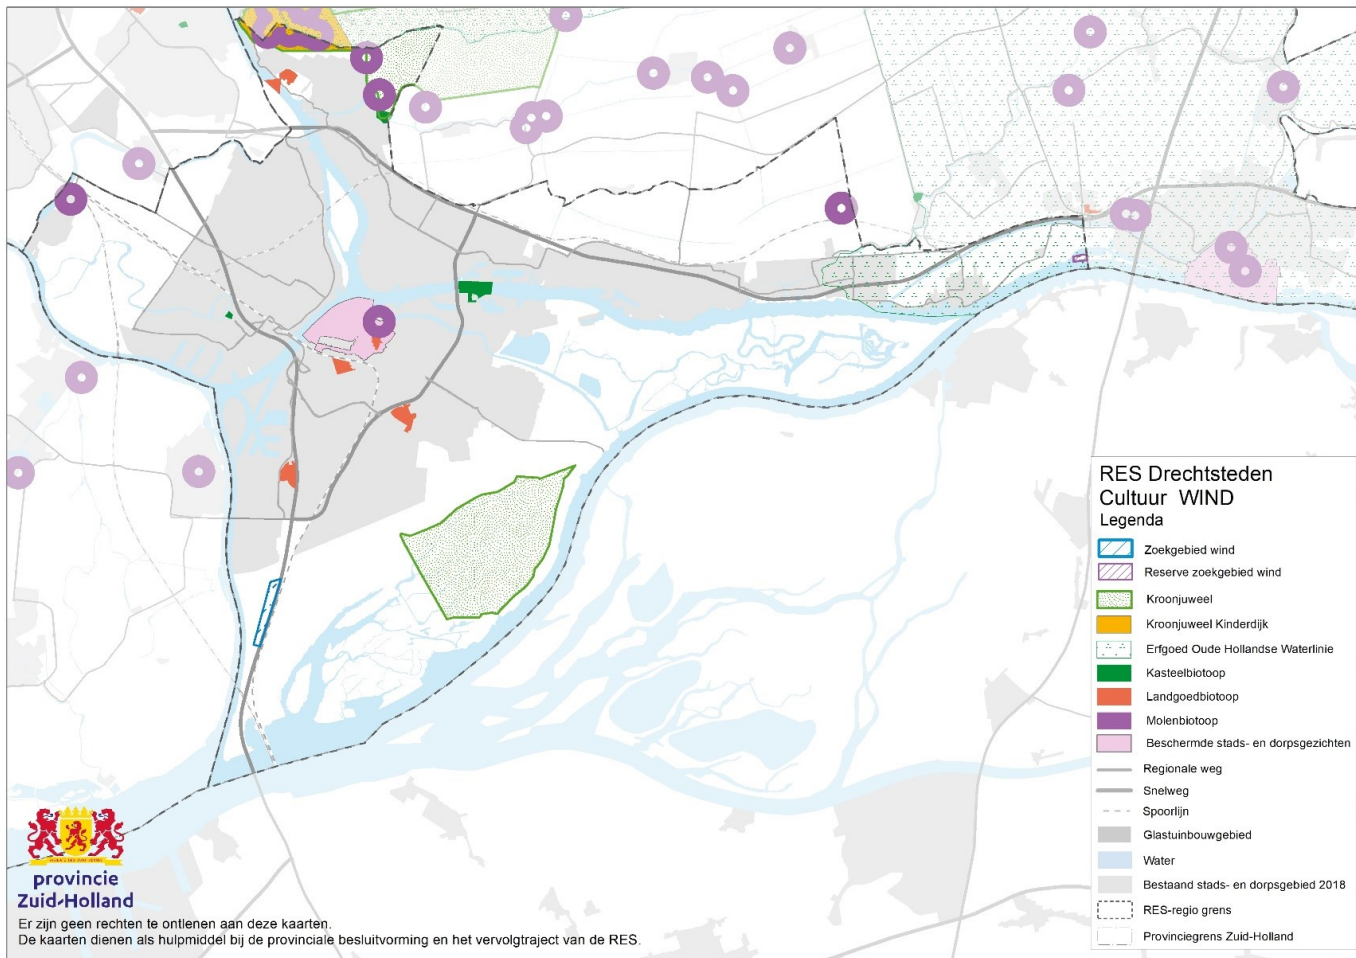 RES Drechtsteden
Cultuur WIND
Legenda
Zoekgebied wind
Reserve zoekgebied wind
Kroonjuweel
Kroonjuweel Kinderdijk
Erfgoed Oude Hollandse Waterlinie
Kasteelbiotoop
Landgoedbiotoop
Molenbiotoop
Beschermde stads- en dorpsgezichten
Regionale weg
Snelweg
Spoorlijn
Glastuinbouwgebied
Water
Bestaand stads- en dorpsgebied 2018
RES-regio grens
Provinciegrens Zuid-Holland
provincie
Zuid-Holland
Er zijn geen rechten te ontlenen aan deze kaarten.
De kaarten dienen als hulpmiddel bij de provinciale besluitvorming en het vervolgtraject van de RES.